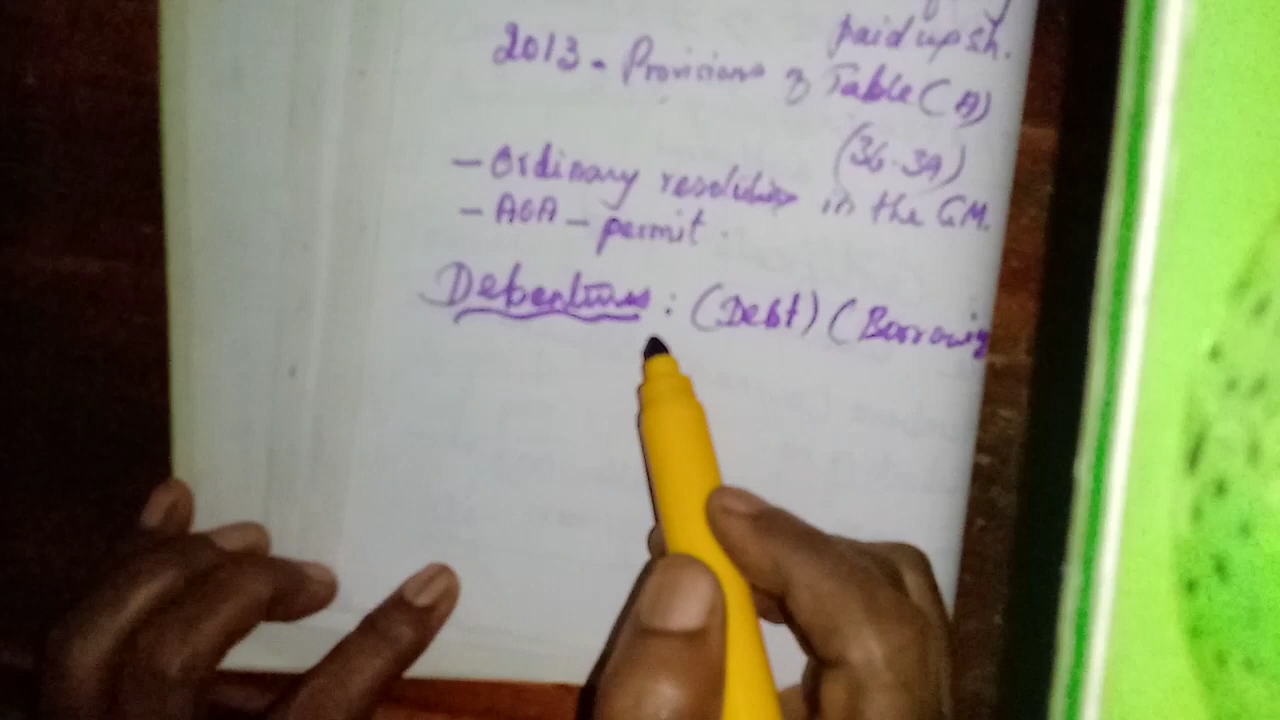 paid up sh.
2013 - Provisions of Table (A)
(36-39)
- Ordinary resolution in the GM.
- AOA - permit.
Debentures : (Debt) (Borrowing